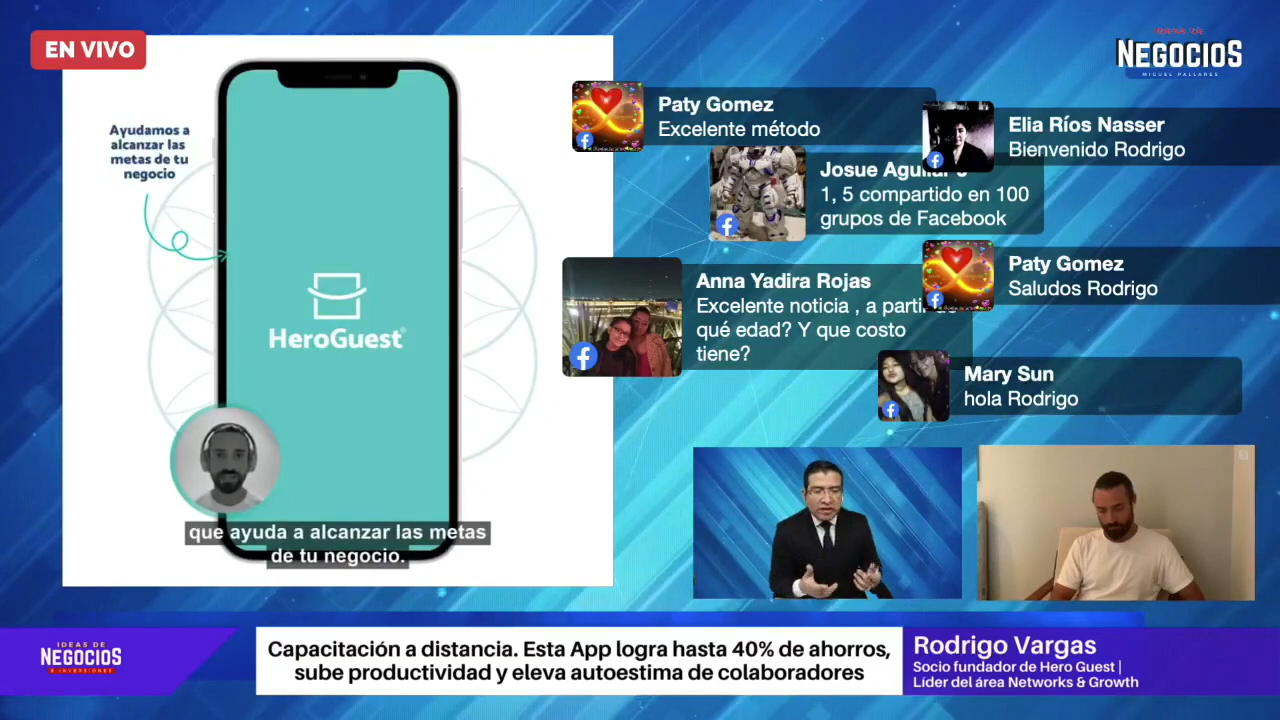 EN VIVO
NEGOCIOS
MIGUEL PALLARES
Ayudamos a
alcanzar las
metas de tu
negocio
HeroGuest
que ayuda a alcanzar las metas
de tu negocio.
Paty Gomez
Excelente método
Elia Ríos Nasser
Bienvenido Rodrigo
Josue
1, 5 compartido en 100
grupos de Facebook
Anna Yadira Rojas
Excelente noticia , a
qué edad? Y que costo
tiene?
Paty Gomez
Saludos Rodrigo
Mary Sun
hola Rodrigo
IDEAS DE
NEGOCIOS
E INVERSIONES
Capacitación a distancia. Esta App logra hasta 40% de ahorros,
sube productividad y eleva autoestima de colaboradores
Rodrigo Vargas
Socio fundador de Hero Guest |
Líder del área Networks & Growth